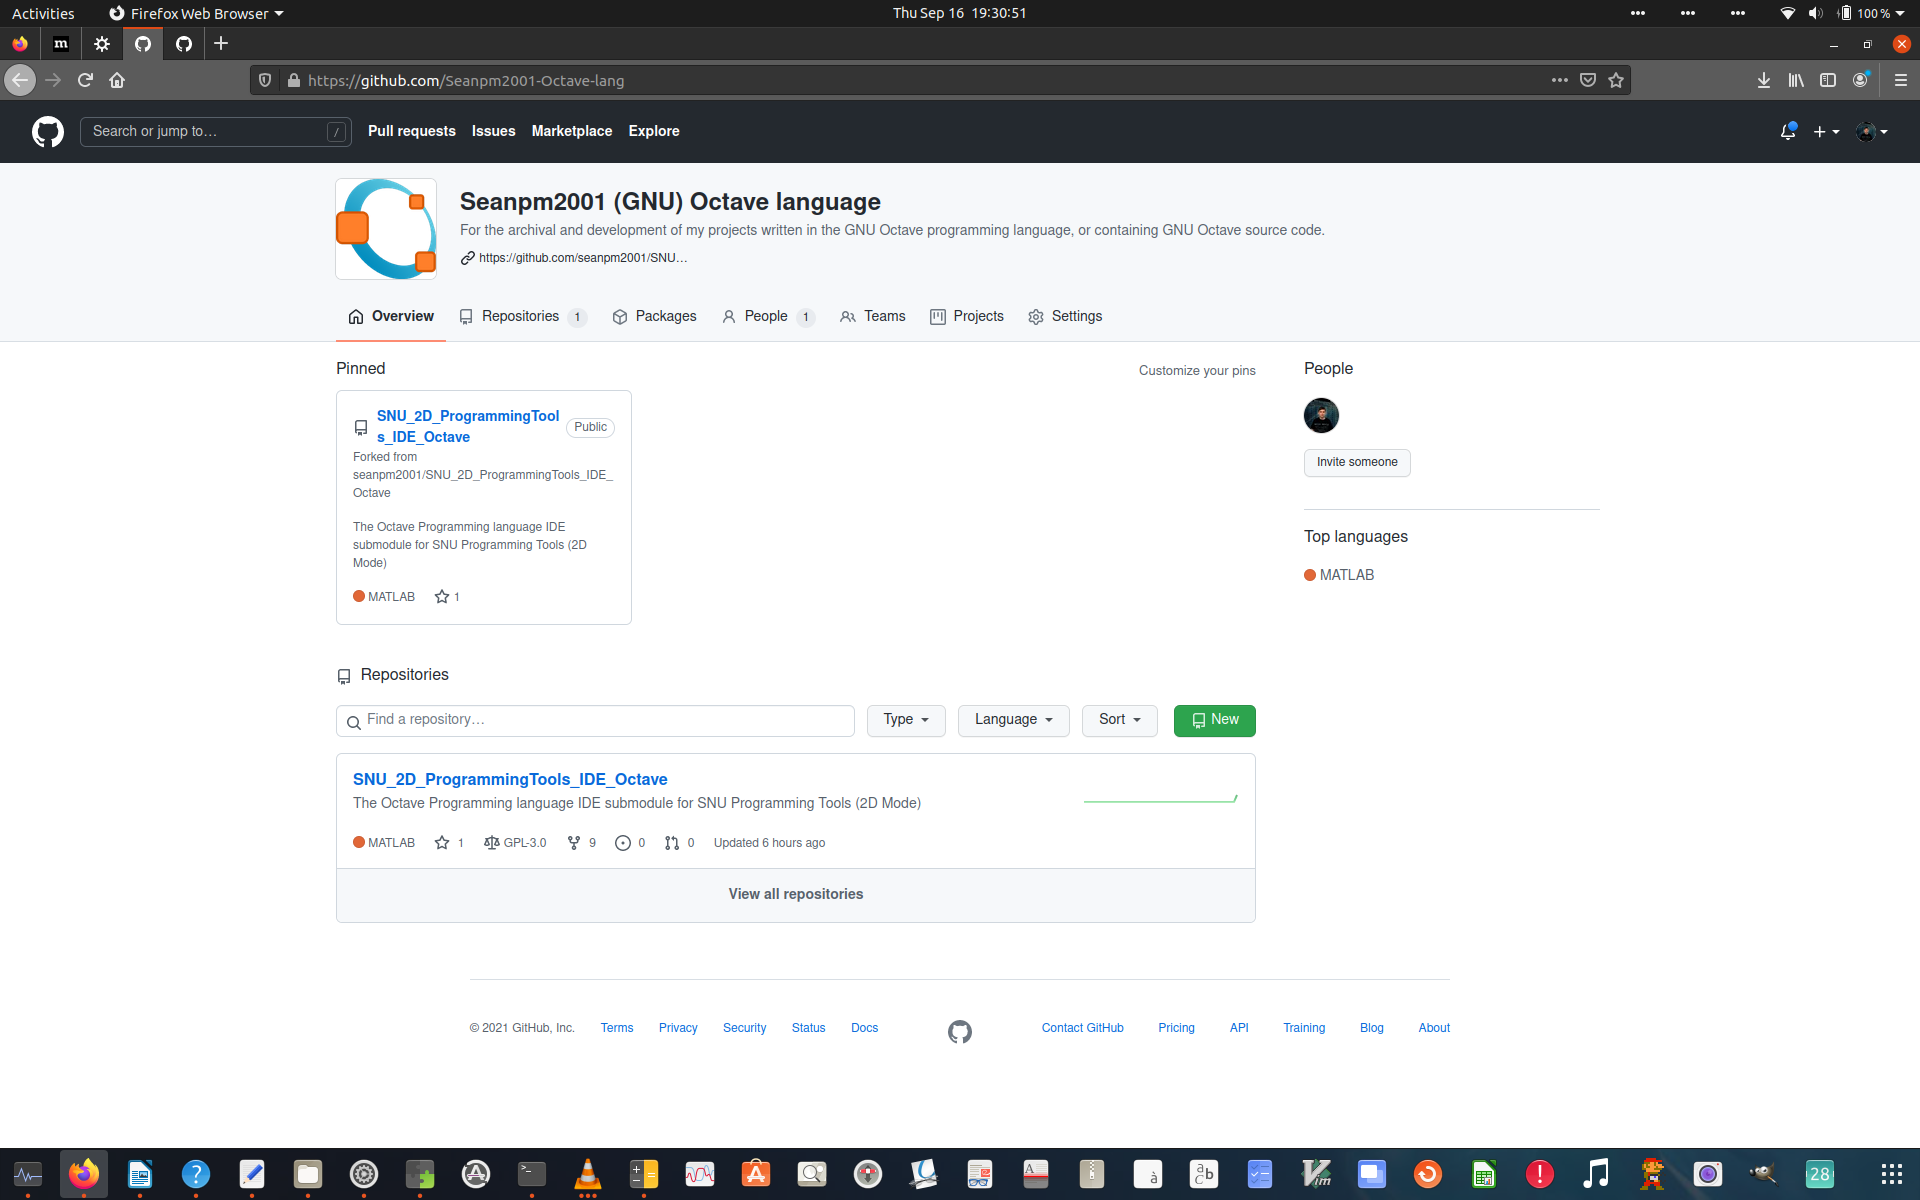 Activities
Firefox Web Browser
Thu Sep 16 19:30:51
100 %
m
https://github.com/Seanpm2001-Octave-lang
Search or jump to…
/
Pull requests
Issues
Marketplace
Explore
Seanpm2001 (GNU) Octave language
For the archival and development of my projects written in the GNU Octave programming language, or containing GNU Octave source code.
https://github.com/seanpm2001/SNU…
Overview
Repositories 1
Packages
People 1
Teams
Projects
Settings
Pinned
Customize your pins
SNU_2D_ProgrammingTool
s_IDE_Octave
Public
Forked from
seanpm2001/SNU_2D_ProgrammingTools_IDE_
Octave
The Octave Programming language IDE
submodule for SNU Programming Tools (2D
Mode)
MATLAB 1
People
Invite someone
Top languages
MATLAB
Repositories
Find a repository…
Type
Language
Sort
New
SNU_2D_ProgrammingTools_IDE_Octave
The Octave Programming language IDE submodule for SNU Programming Tools (2D Mode)
MATLAB 1 GPL-3.0 9 0 0 Updated 6 hours ago
View all repositories
© 2021 GitHub, Inc. Terms Privacy Security Status Docs Contact GitHub Pricing API Training Blog About
28